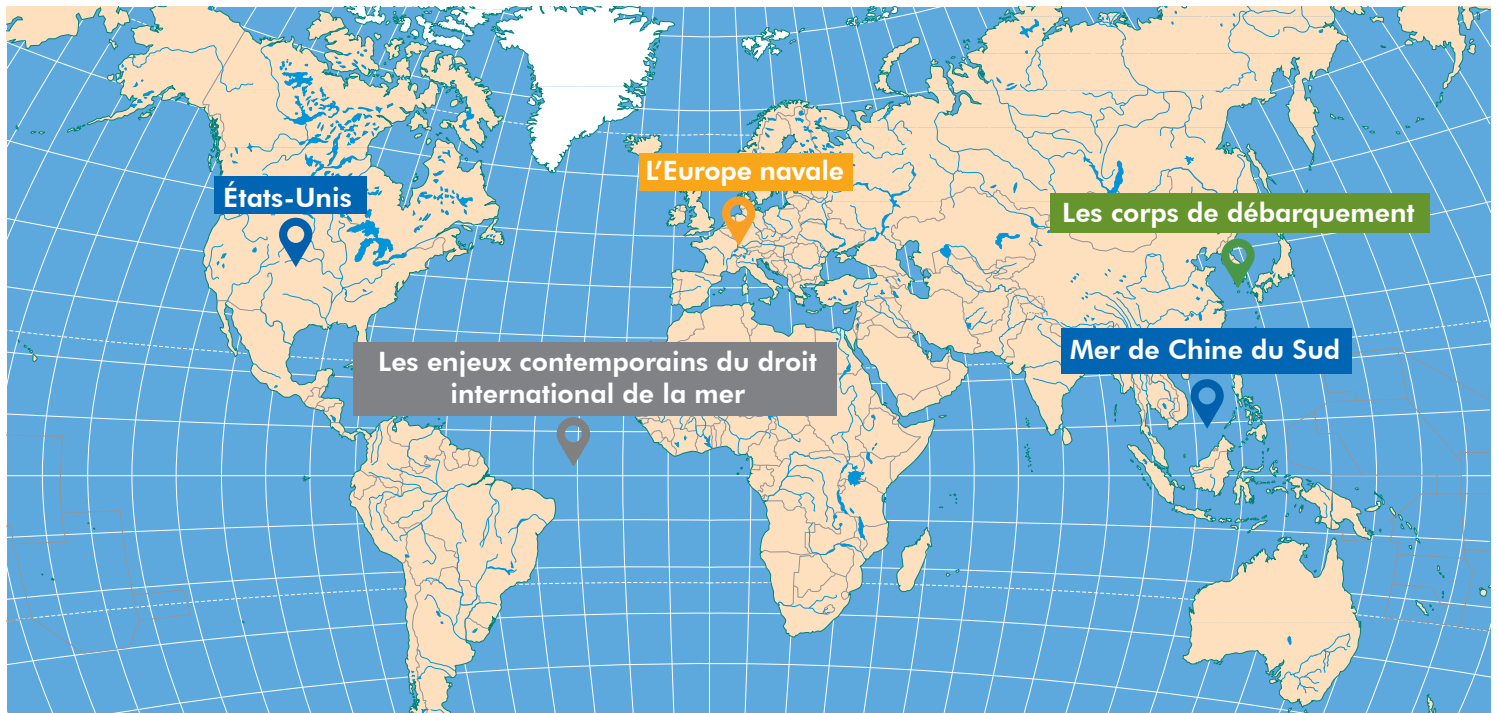 L'Europe navale
États-Unis
Les corps de débarquement
Mer de Chine du Sud
Les enjeux contemporains du droit
international de la mer